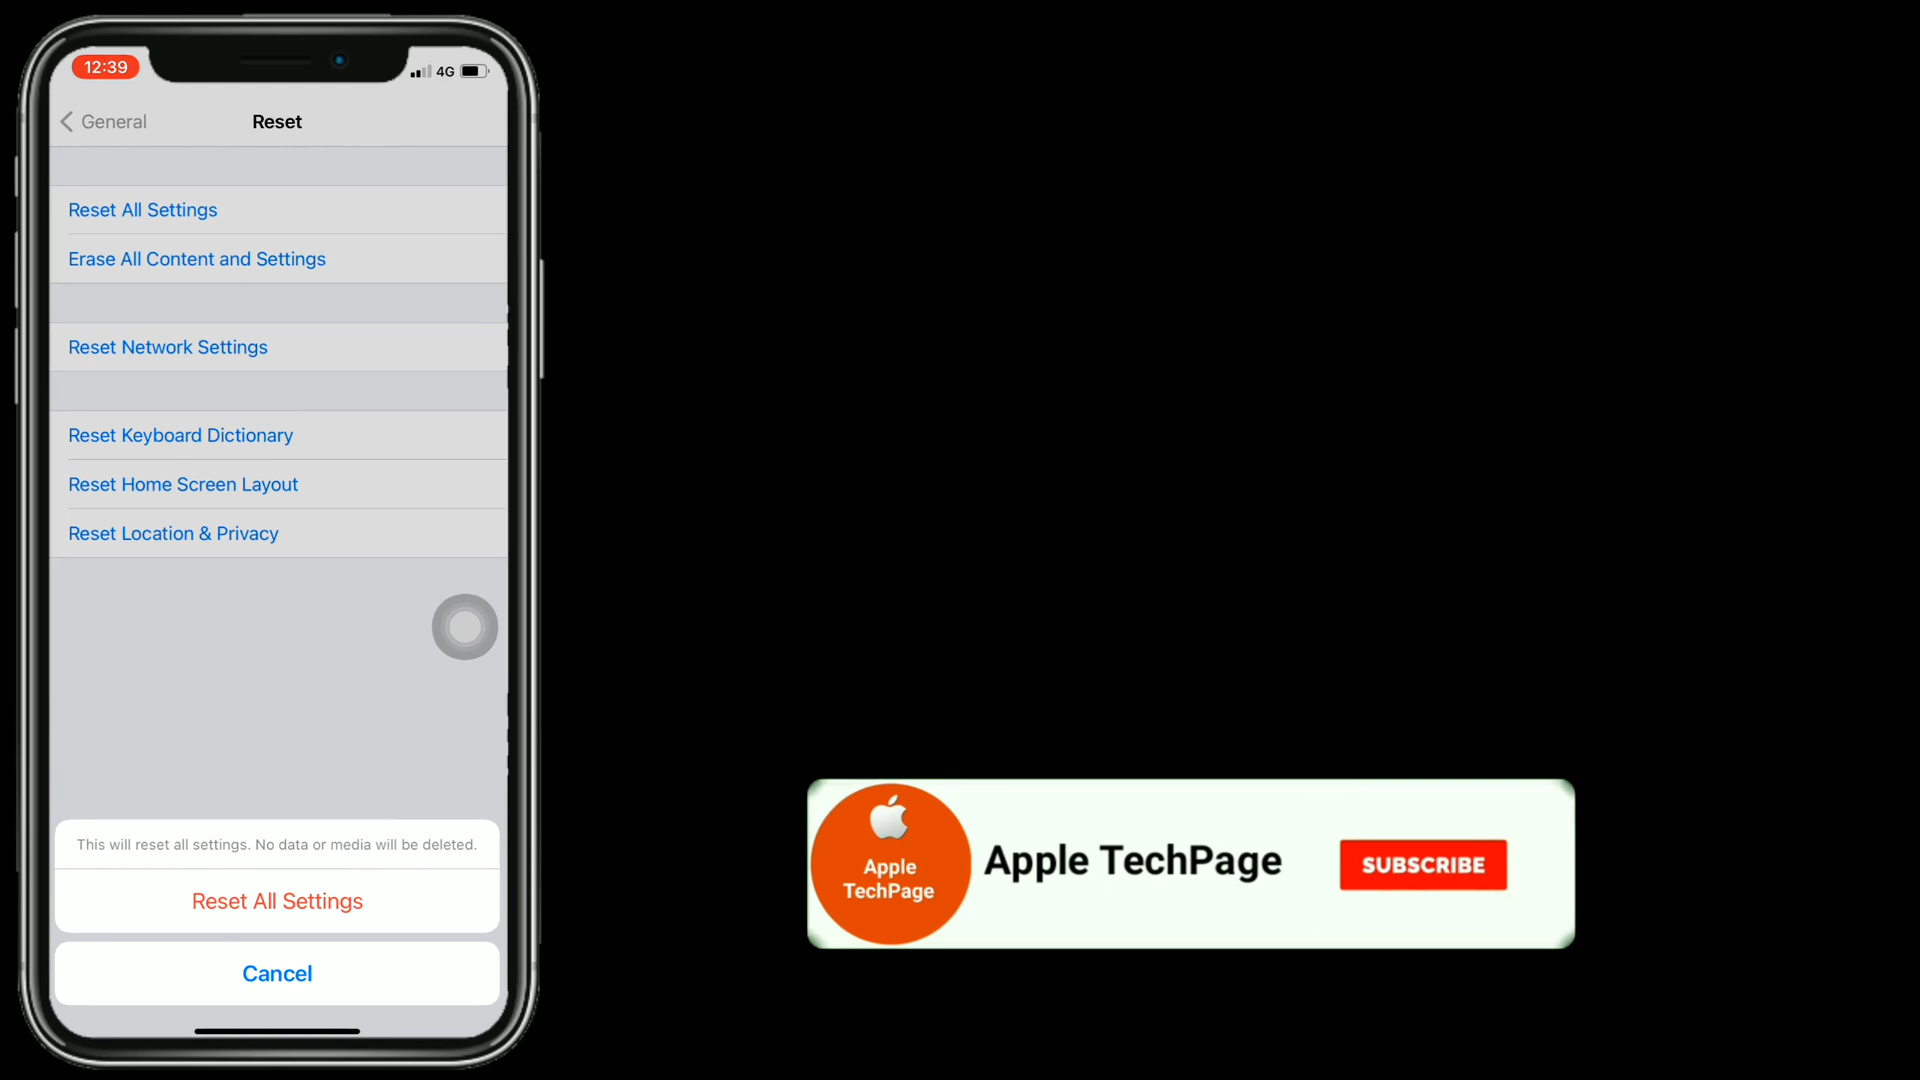 12:39
4G
General
Reset
Reset All Settings
Erase All Content and Settings
Reset Network Settings
Reset Keyboard Dictionary
Reset Home Screen Layout
Reset Location & Privacy
This will reset all settings. No data or media will be deleted.
Reset All Settings
Cancel
Apple
TechPage
Apple TechPage
SUBSCRIBE